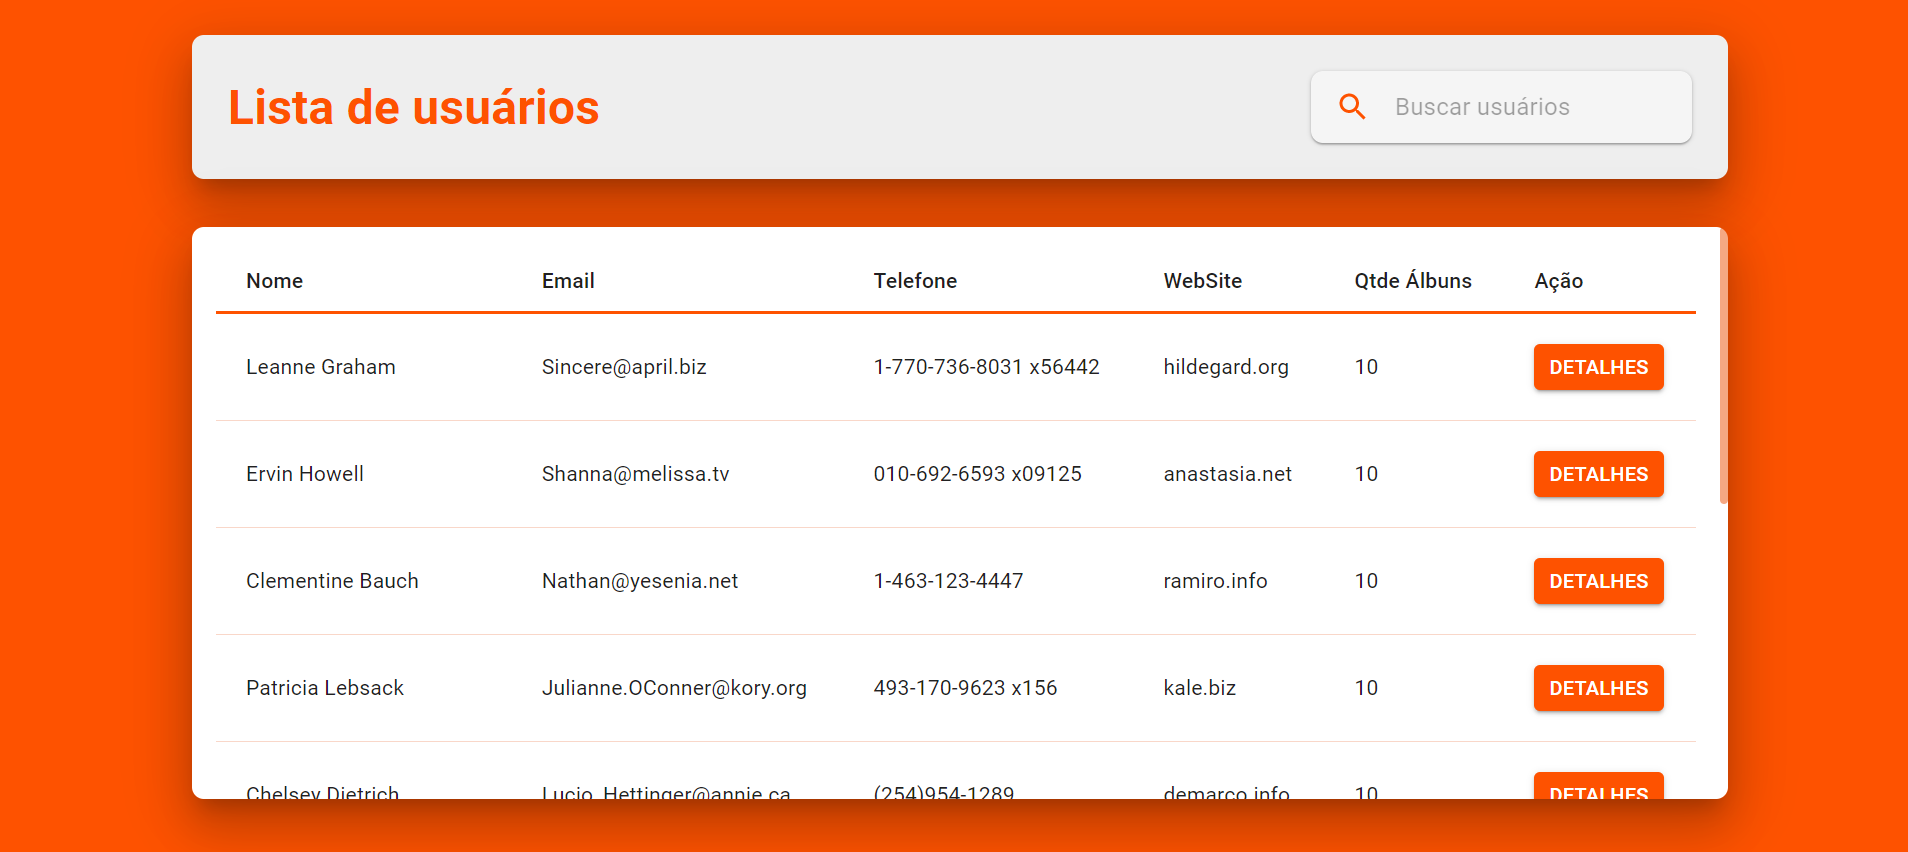 Lista de usuários
Buscar usuários
Nome Email Telefone WebSite Qtde Álbuns Ação
Leanne Graham Sincere@april.biz 1-770-736-8031 x56442 hildegard.org 10 DETALHES
Ervin Howell Shanna@melissa.tv 010-692-6593 x09125 anastasia.net 10 DETALHES
Clementine Bauch Nathan@yesenia.net 1-463-123-4447 ramiro.info 10 DETALHES
Patricia Lebsack Julianne.OConner@kory.org 493-170-9623 x156 kale.biz 10 DETALHES
Chelsey Dietrich Lucio_Hettinger@annie.ca (254)954-1289 demarco.info 10 DETALHES